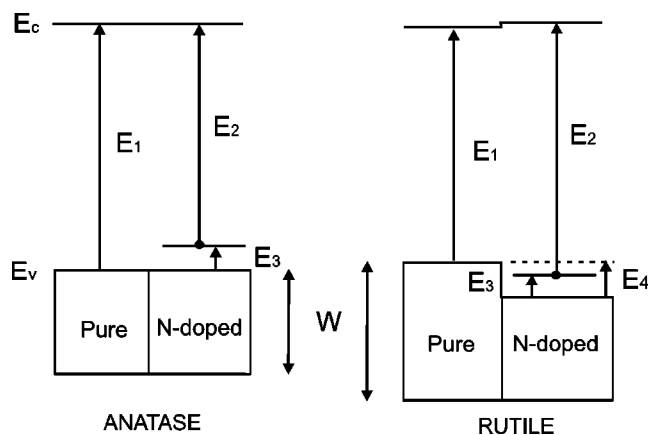 Ec
E1
E2
E3
Ev
Pure
N-doped
W
ANATASE
E1
E2
E3
E4
Pure
N-doped
RUTILE